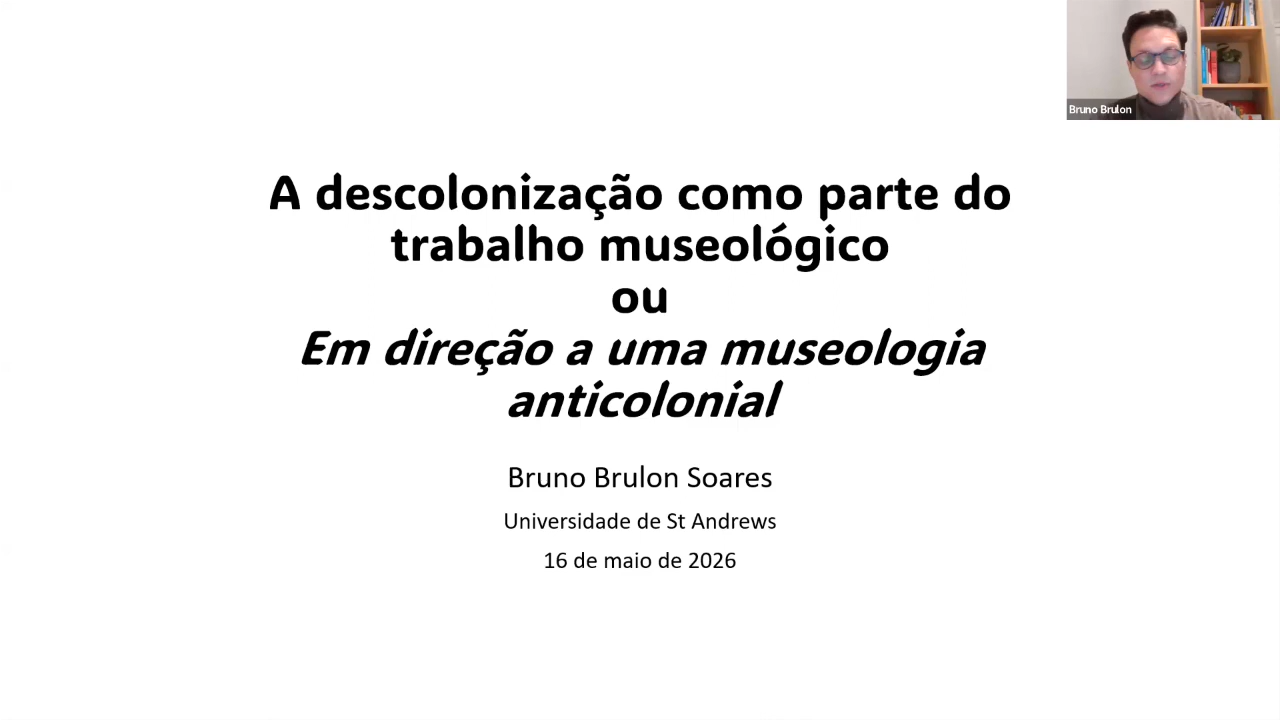 Bruno Brulon
A descolonização como parte do
trabalho museológico
ou
Em direção a uma museologia
anticolonial
Bruno Brulon Soares
Universidade de St Andrews
16 de maio de 2026